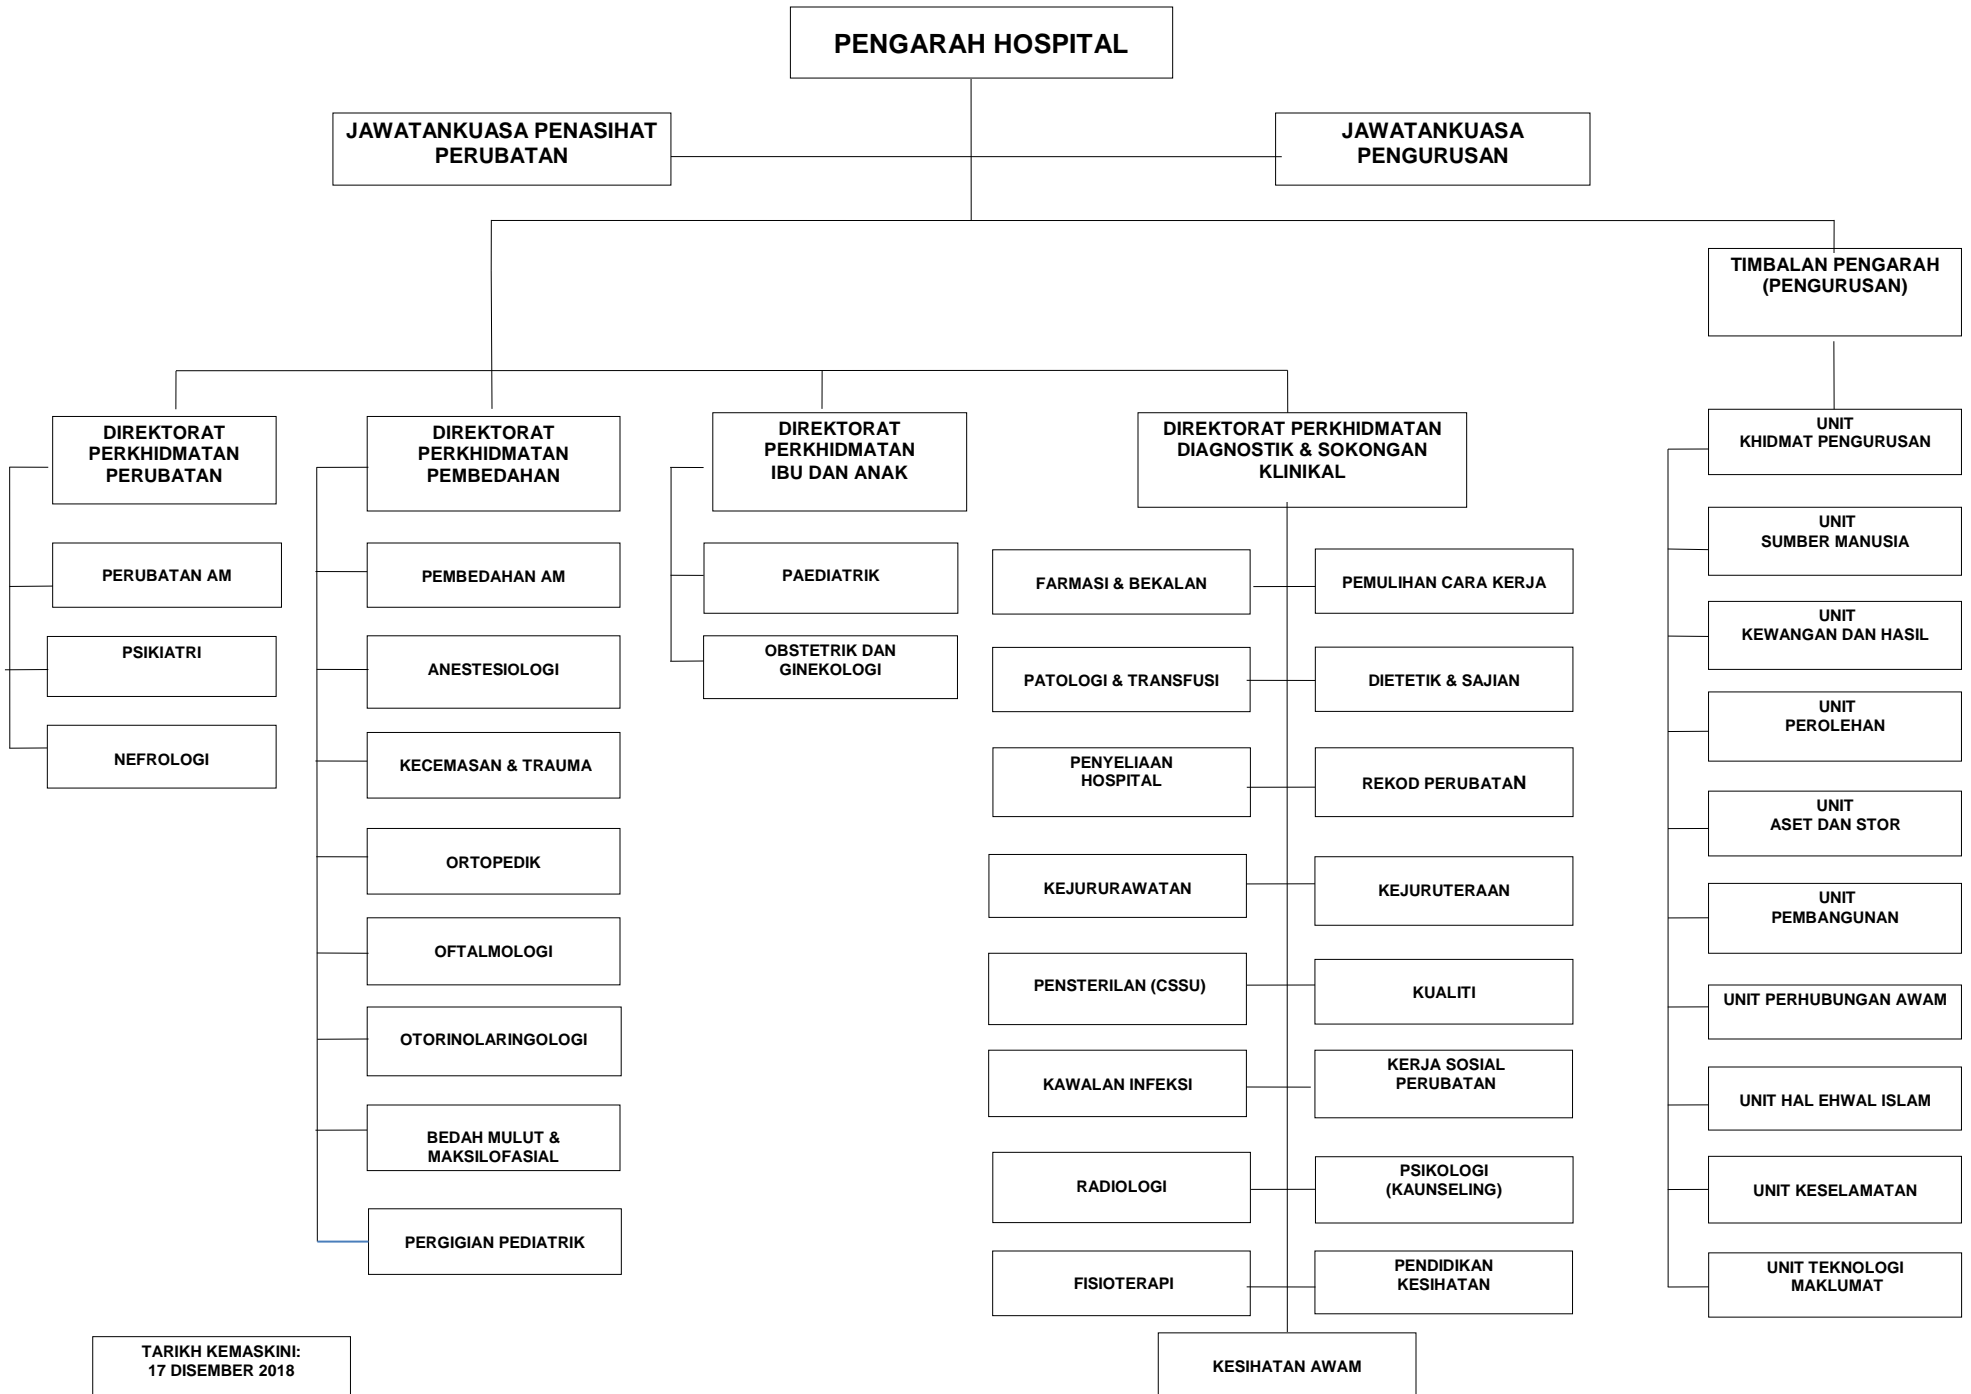 PENGARAH HOSPITAL
JAWATANKUASA PENASIHAT
PERUBATAN
JAWATANKUASA
PENGURUSAN
TIMBALAN PENGARAH
(PENGURUSAN)
DIREKTORAT
PERKHIDMATAN
PERUBATAN
PERUBATAN AM
PSIKIATRI
NEFROLOGI
DIREKTORAT
PERKHIDMATAN
PEMBEDAHAN
PEMBEDAHAN AM
ANESTESIOLOGI
KECEMASAN & TRAUMA
ORTOPEDIK
OFTALMOLOGI
OTORINOLARINGOLOGI
BEDAH MULUT &
MAKSILOFASIAL
PERGIGIAN PEDIATRIK
DIREKTORAT
PERKHIDMATAN
IBU DAN ANAK
PAEDIATRIK
OBSTETRIK DAN
GINEKOLOGI
DIREKTORAT PERKHIDMATAN
DIAGNOSTIK & SOKONGAN
KLINIKAL
FARMASI & BEKALAN
PEMULIHAN CARA KERJA
PATOLOGI & TRANSFUSI
DIETETIK & SAJIAN
PENYELIAAN
HOSPITAL
REKOD PERUBATAN
KEJURURAWATAN
KEJURUTERAAN
PENSTERILAN (CSSU)
KUALITI
KAWALAN INFEKSI
KERJA SOSIAL
PERUBATAN
RADIOLOGI
PSIKOLOGI
(KAUNSELING)
FISIOTERAPI
PENDIDIKAN
KESIHATAN
KESIHATAN AWAM
UNIT
KHIDMAT PENGURUSAN
UNIT
SUMBER MANUSIA
UNIT
KEWANGAN DAN HASIL
UNIT
PEROLEHAN
UNIT
ASET DAN STOR
UNIT
PEMBANGUNAN
UNIT PERHUBUNGAN AWAM
UNIT HAL EHWAL ISLAM
UNIT KESELAMATAN
UNIT TEKNOLOGI
MAKLUMAT
TARIKH KEMASKINI:
17 DISEMBER 2018